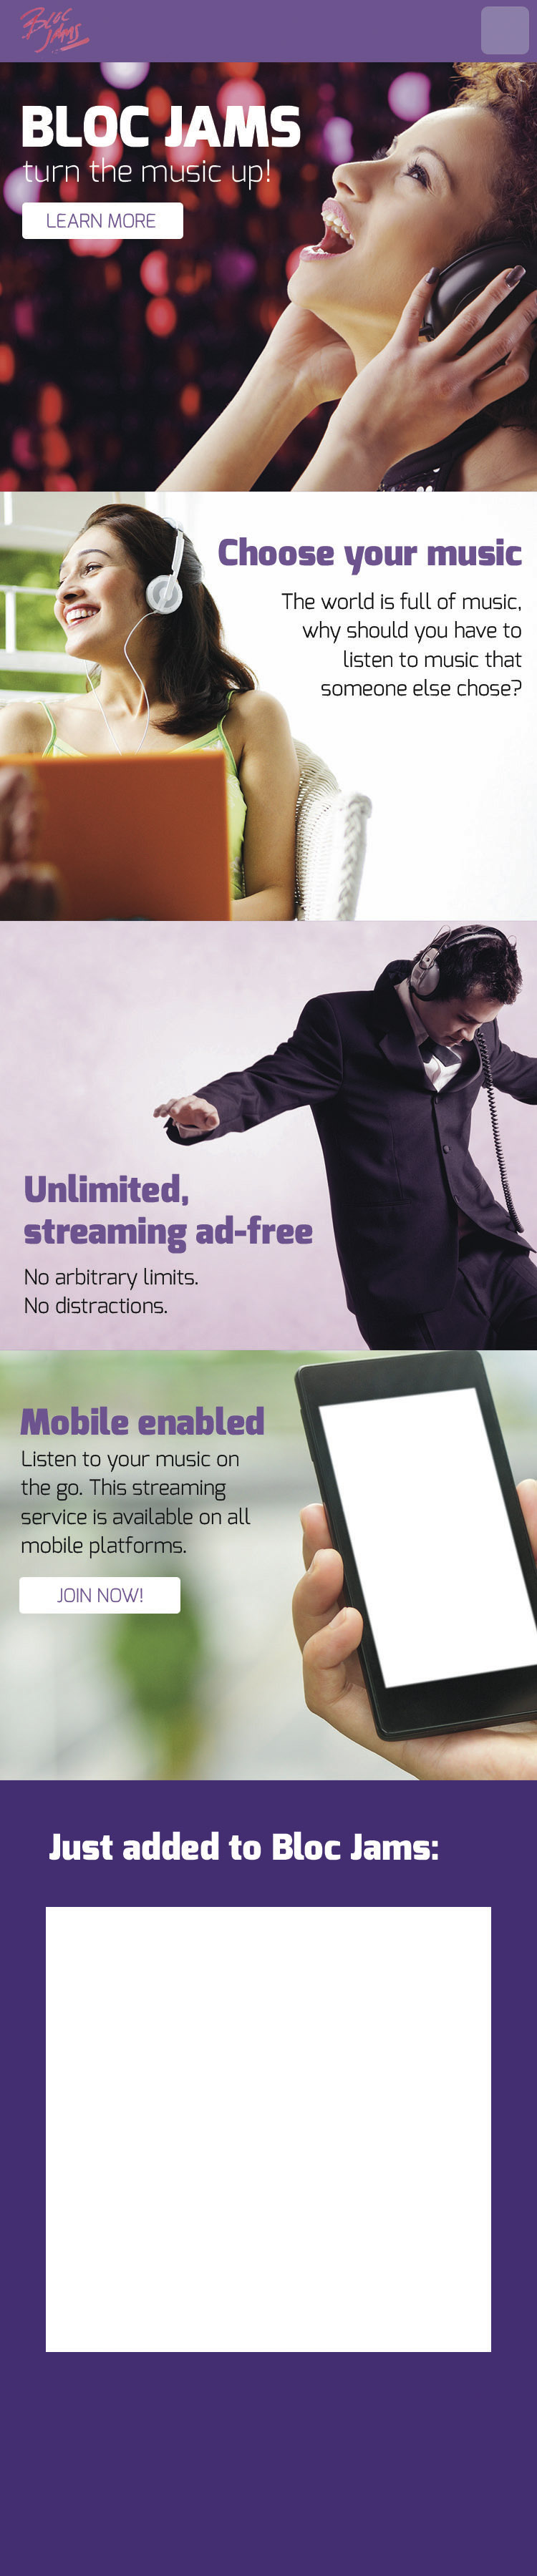 Bloc
Jams
BLOC JAMS
turn the music up!
LEARN MORE
Choose your music
The world is full of music,
why should you have to
listen to music that
someone else chose?
Unlimited,
streaming ad-free
No arbitrary limits.
No distractions.
Mobile enabled
Listen to your music on
the go. This streaming
service is available on all
mobile platforms.
JOIN NOW!
Just added to Bloc Jams: